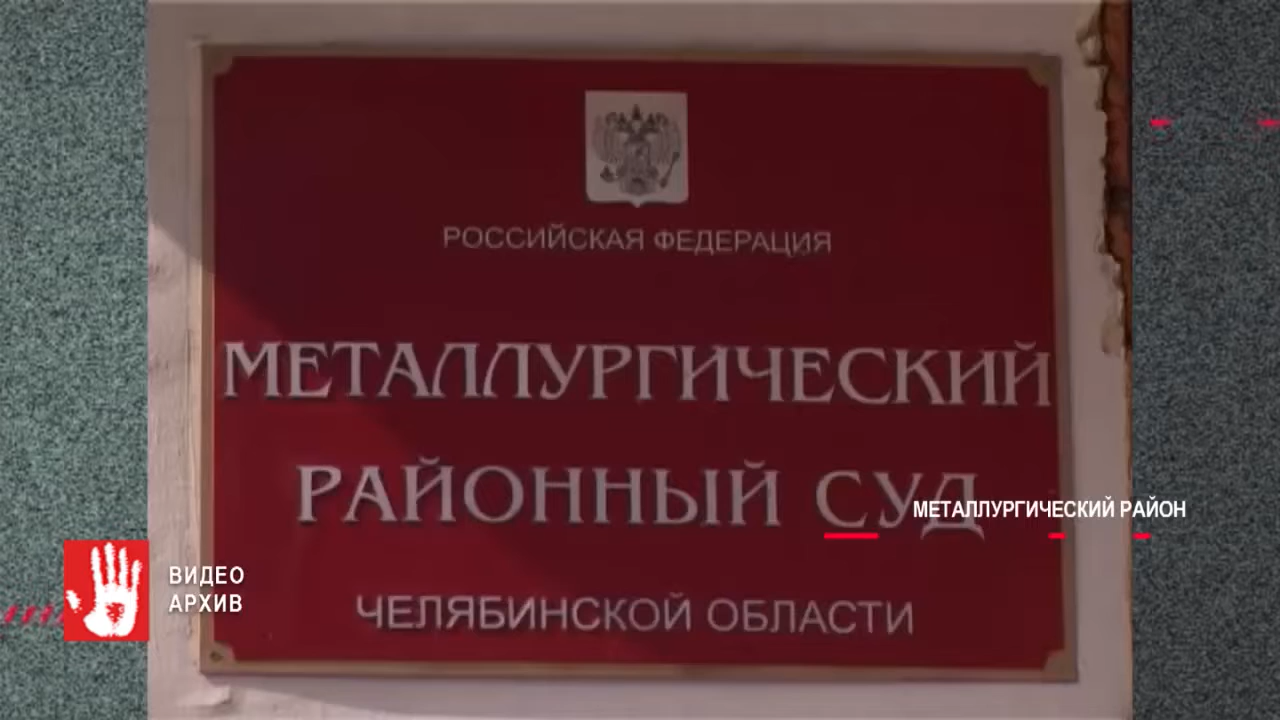 РОССИЙСКАЯ ФЕДЕРАЦИЯ
МЕТАЛЛУРГИЧЕСКИЙ
РАЙОННЫЙ СУД
МЕТАЛЛУРГИЧЕСКИЙ РАЙОН
ВИДЕО
АРХИВ
ЧЕЛЯБИНСКОЙ ОБЛАСТИ